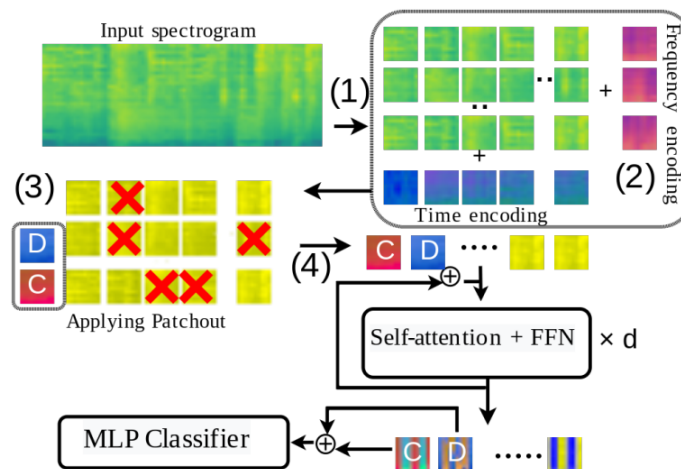 Input spectrogram
(1)
+
Frequency encoding
+
(2)
Time encoding
(3)
D
C
Applying Patchout
(4)
C D ....
+
Self-attention + FFN × d
MLP Classifier
+
C D .....